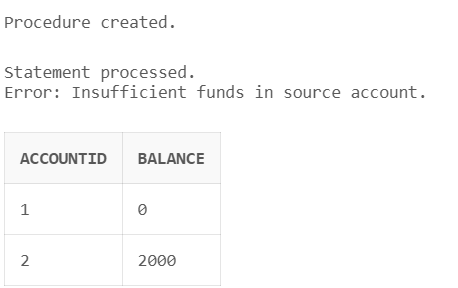 Procedure created.
Statement processed.
Error: Insufficient funds in source account.
ACCOUNTID BALANCE
1 0
2 2000